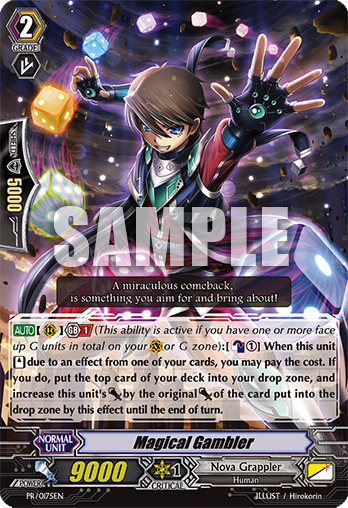 2
GRADE
SHIELD
5000
SAMPLE
A miraculous comeback,
is something you aim for and bring about!
AUTO [ ] GB 1 (This ability is active if you have one or more face
up G units in total on your or G zone):[ ①] When this unit
due to an effect from one of your cards, you may pay the cost. If
you do, put the top card of your deck into your drop zone, and
increase this unit's by the original of the card put into the
drop zone by this effect until the end of turn.
NORMAL
UNIT
Magical Gambler
POWER
9000
1
CRITICAL
Nova Grappler
Human
PR/0175EN
ILLUST / Hirokorin